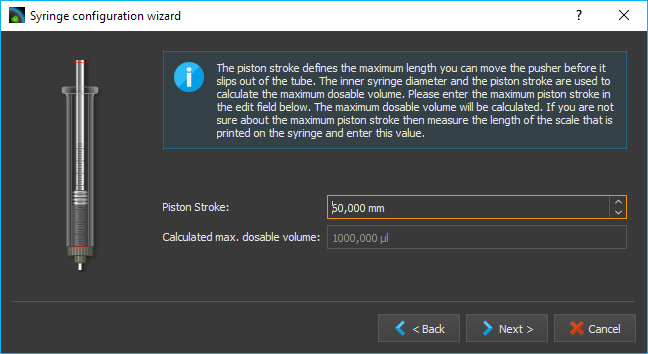 Syringe configuration wizard
The piston stroke defines the maximum length you can move the pusher before it
slips out of the tube. The inner syringe diameter and the piston stroke are used to
calculate the maximum dosable volume. Please enter the maximum piston stroke in
the edit field below. The maximum dosable volume will be calculated. If you are not
sure about the maximum piston stroke then measure the length of the scale that is
printed on the syringe and enter this value.
Piston Stroke: 60,000 mm
Calculated max. dosable volume: 1000,000 µl
< Back Next > Cancel